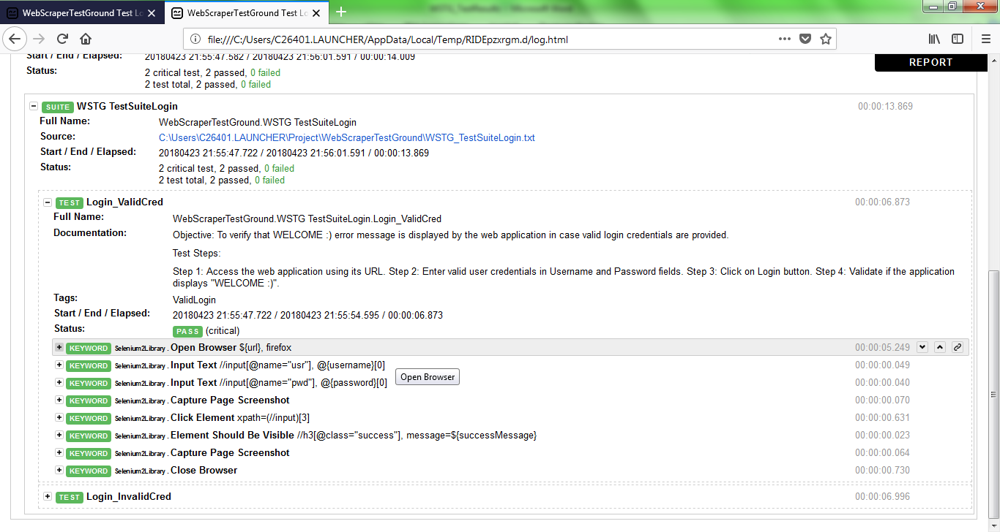 WebScraperTestGround Test Lo
WebScraperTestGround Test Lo
file:///C:/Users/C26401.LAUNCHER/AppData/Local/Temp/RIDEpzxrgm.d/log.html
REPORT
Start / End / Elapsed: 20180423 21:55:47.582 / 20180423 21:56:01.591 / 00:00:14.009
Status: 2 critical test, 2 passed, 0 failed
2 test total, 2 passed, 0 failed
SUITE WSTG TestSuiteLogin 00:00:13.869
Full Name: WebScraperTestGround.WSTG TestSuiteLogin
Source: C:\Users\C26401.LAUNCHER\Project\WebScraperTestGround\WSTG_TestSuiteLogin.txt
Start / End / Elapsed: 20180423 21:55:47.722 / 20180423 21:56:01.591 / 00:00:13.869
Status: 2 critical test, 2 passed, 0 failed
2 test total, 2 passed, 0 failed
TEST Login_ValidCred 00:00:06.873
Full Name: WebScraperTestGround.WSTG TestSuiteLogin.Login_ValidCred
Documentation: Objective: To verify that WELCOME :) error message is displayed by the web application in case valid login credentials are provided.
Test Steps:
Step 1: Access the web application using its URL. Step 2: Enter valid user credentials in Username and Password fields. Step 3: Click on Login button. Step 4: Validate if the application
displays "WELCOME :)".
Tags: ValidLogin
Start / End / Elapsed: 20180423 21:55:47.722 / 20180423 21:55:54.595 / 00:00:06.873
Status: PASS (critical)
KEYWORD Selenium2Library . Open Browser ${url}, firefox 00:00:05.249
KEYWORD Selenium2Library . Input Text //input[@name="usr"], @{username}[0] 00:00:00.049
Open Browser
KEYWORD Selenium2Library . Input Text //input[@name="pwd"], @{password}[0] 00:00:00.040
KEYWORD Selenium2Library . Capture Page Screenshot 00:00:00.070
KEYWORD Selenium2Library . Click Element xpath=(//input)[3] 00:00:00.631
KEYWORD Selenium2Library . Element Should Be Visible //h3[@class="success"], message=${successMessage} 00:00:00.023
KEYWORD Selenium2Library . Capture Page Screenshot 00:00:00.064
KEYWORD Selenium2Library . Close Browser 00:00:00.730
TEST Login_InvalidCred 00:00:06.996